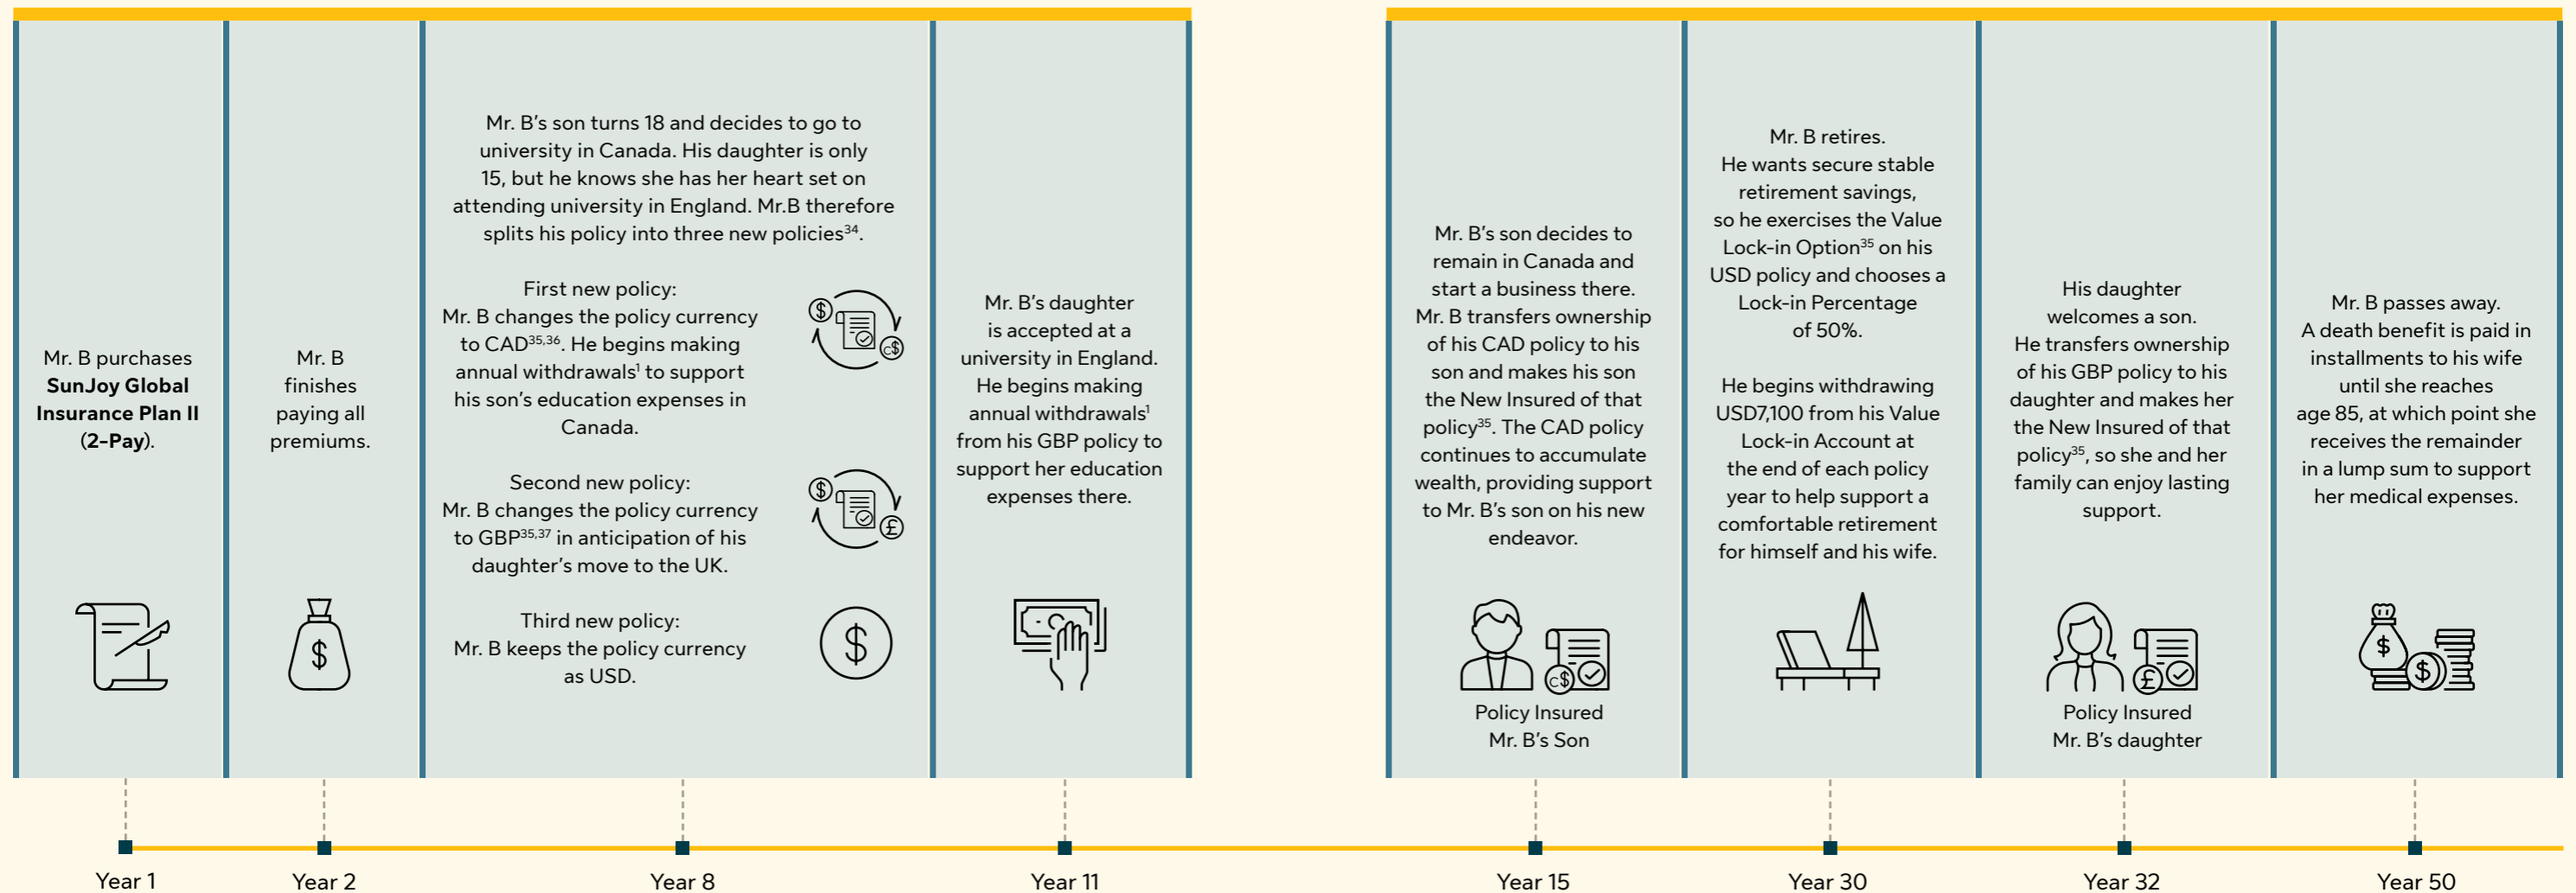 Mr. B purchases
SunJoy Global
Insurance Plan II
(2-Pay).
Mr. B
finishes
paying all
premiums.
Mr. B’s son turns 18 and decides to go to
university in Canada. His daughter is only
15, but he knows she has her heart set on
attending university in England. Mr.B therefore
splits his policy into three new policies³⁴.
First new policy:
Mr. B changes the policy currency
to CAD³⁵,³⁶. He begins making
annual withdrawals¹ to support
his son’s education expenses in
Canada.
$
C$
Second new policy:
Mr. B changes the policy currency
to GBP³⁵,³⁷ in anticipation of his
daughter’s move to the UK.
$
£
Third new policy:
Mr. B keeps the policy currency
as USD.
$
Mr. B’s daughter
is accepted at a
university in England.
He begins making
annual withdrawals¹
from his GBP policy to
support her education
expenses there.
Mr. B’s son decides to
remain in Canada and
start a business there.
Mr. B transfers ownership
of his CAD policy to his
son and makes his son
the New Insured of that
policy³⁵. The CAD policy
continues to accumulate
wealth, providing support
to Mr. B’s son on his new
endeavor.
C$
Policy Insured
Mr. B’s Son
Mr. B retires.
He wants secure stable
retirement savings,
so he exercises the Value
Lock-in Option³⁵ on his
USD policy and chooses a
Lock-in Percentage
of 50%.
He begins withdrawing
USD7,100 from his Value
Lock-in Account at
the end of each policy
year to help support a
comfortable retirement
for himself and his wife.
His daughter
welcomes a son.
He transfers ownership
of his GBP policy to his
daughter and makes her
the New Insured of that
policy³⁵, so she and her
family can enjoy lasting
support.
£
Policy Insured
Mr. B’s daughter
Mr. B passes away.
A death benefit is paid in
installments to his wife
until she reaches
age 85, at which point she
receives the remainder
in a lump sum to support
her medical expenses.
$
$
$
Year 1
Year 2
Year 8
Year 11
Year 15
Year 30
Year 32
Year 50